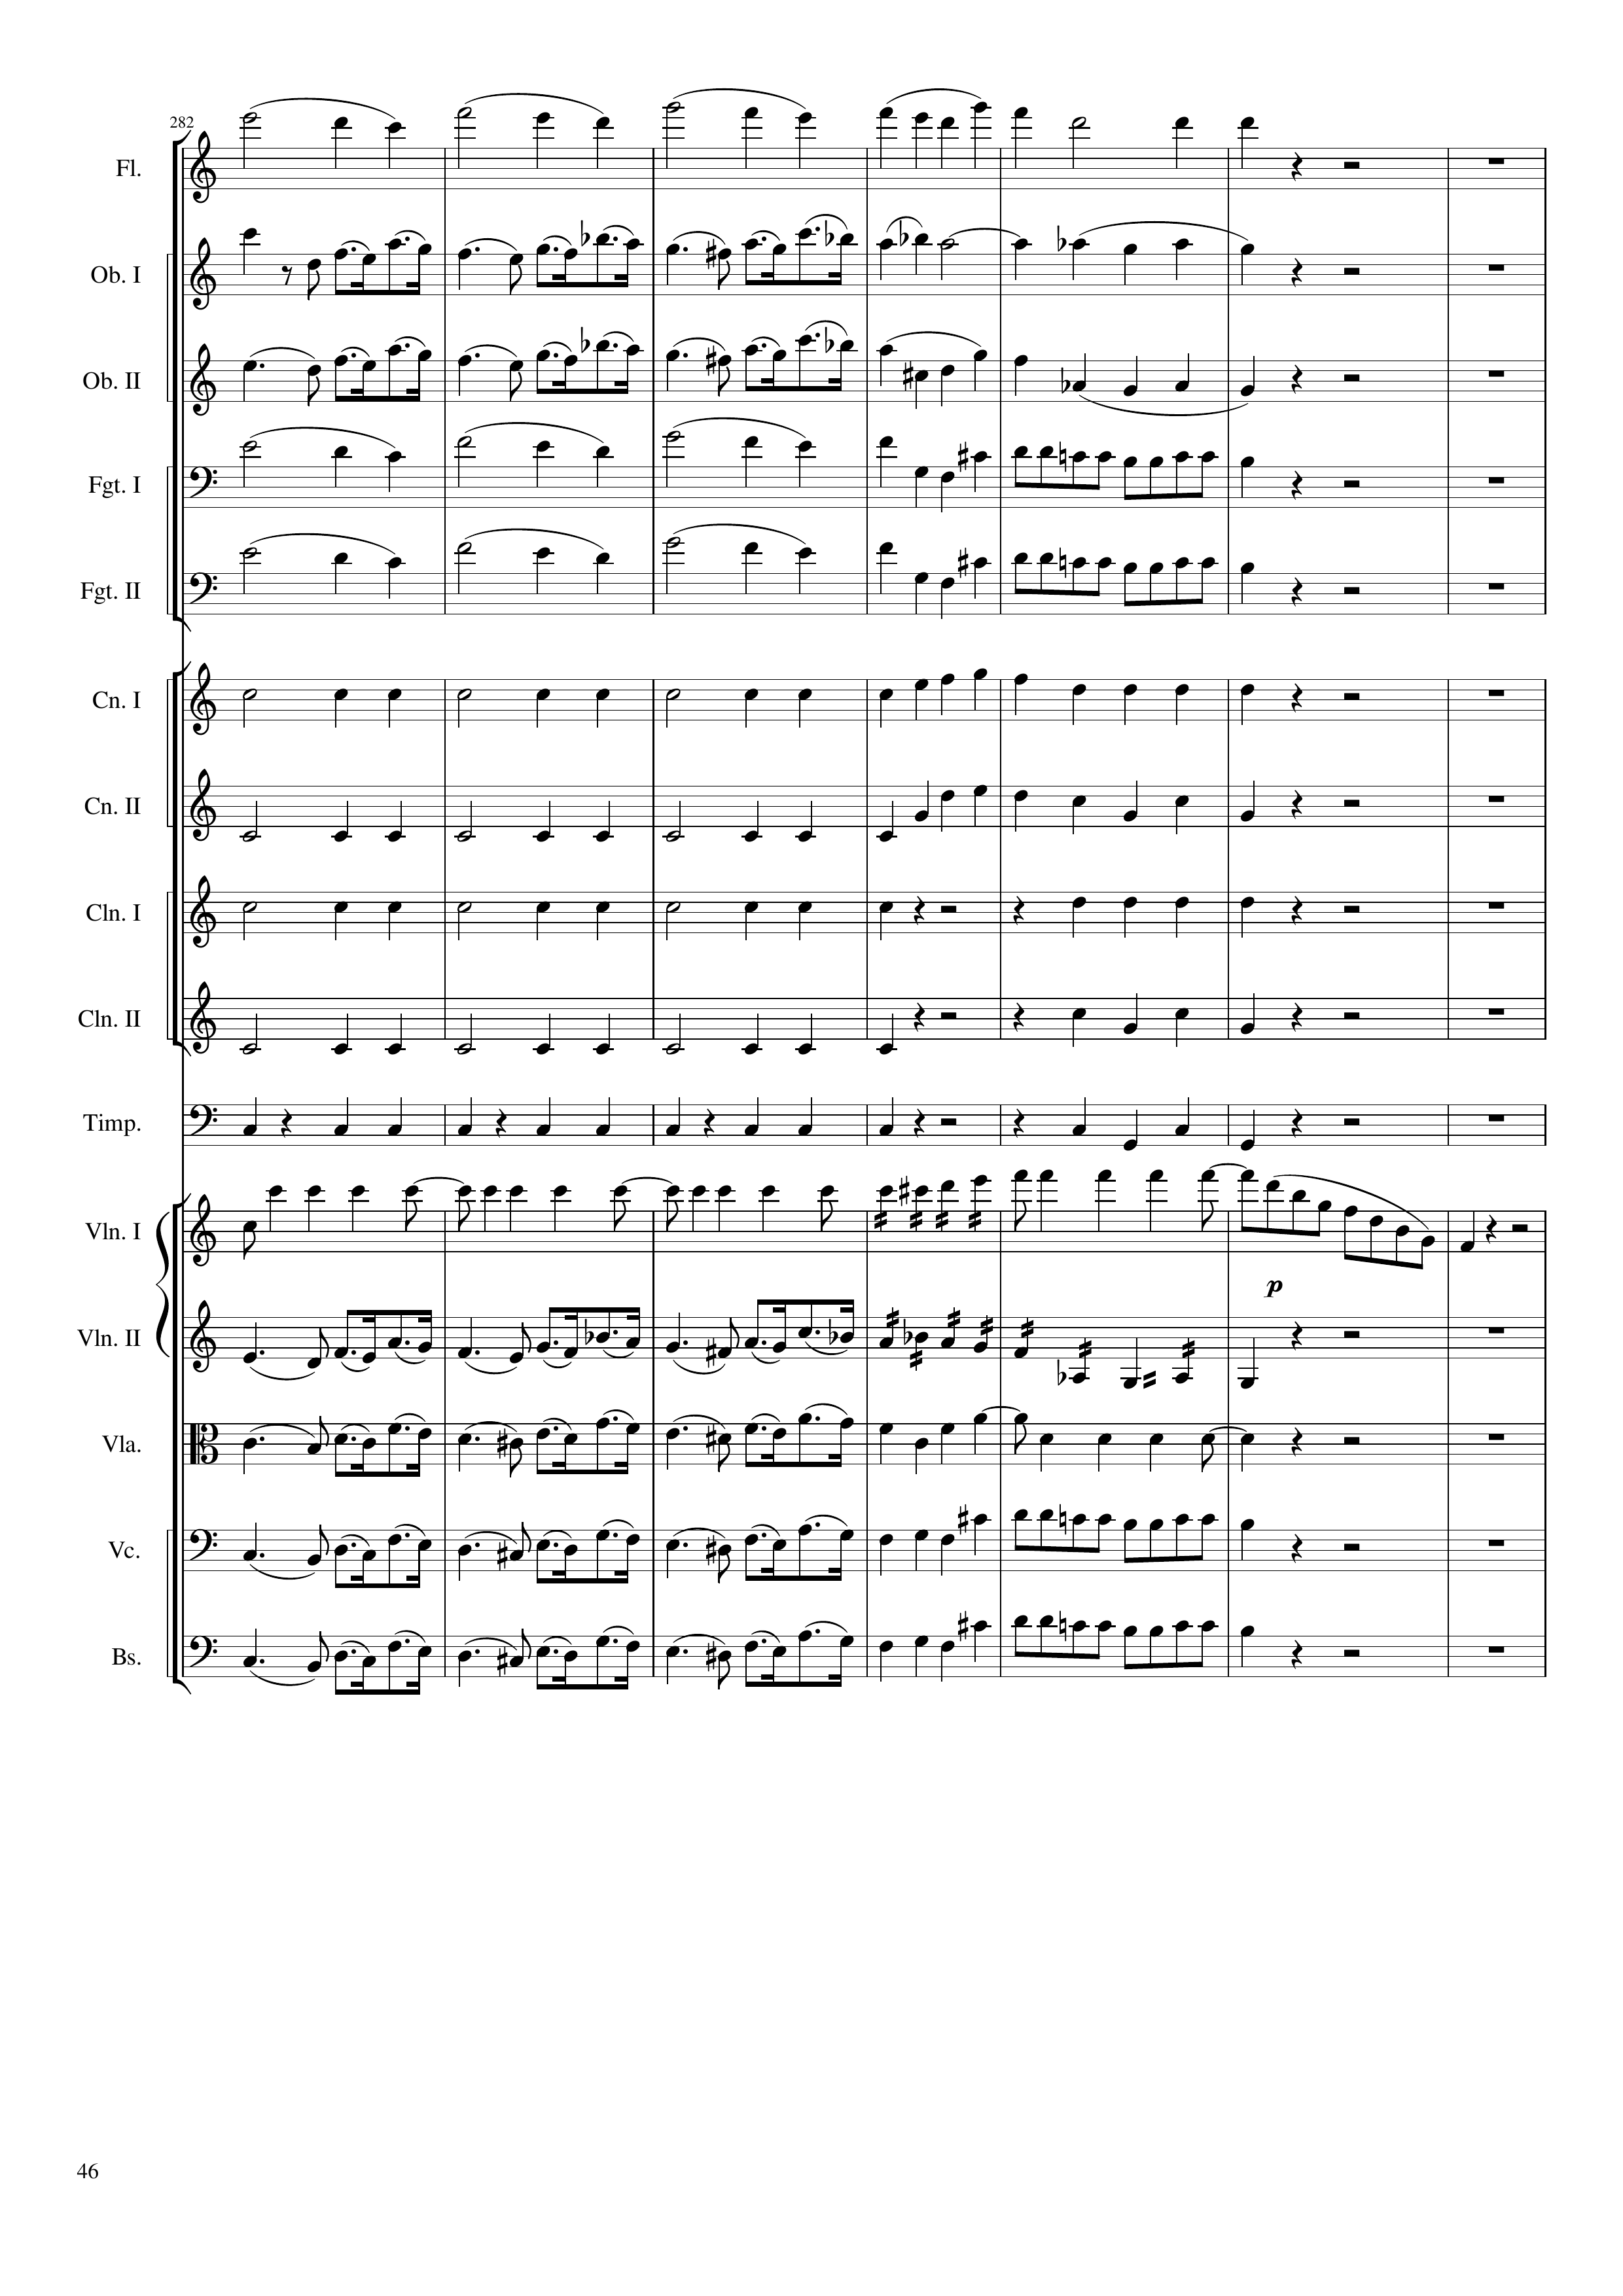 282
Fl.
Ob. I
Ob. II
Fgt. I
Fgt. II
Cn. I
Cn. II
Cln. I
Cln. II
Timp.
Vln. I
p
Vln. II
Vla.
Vc.
Bs.
46